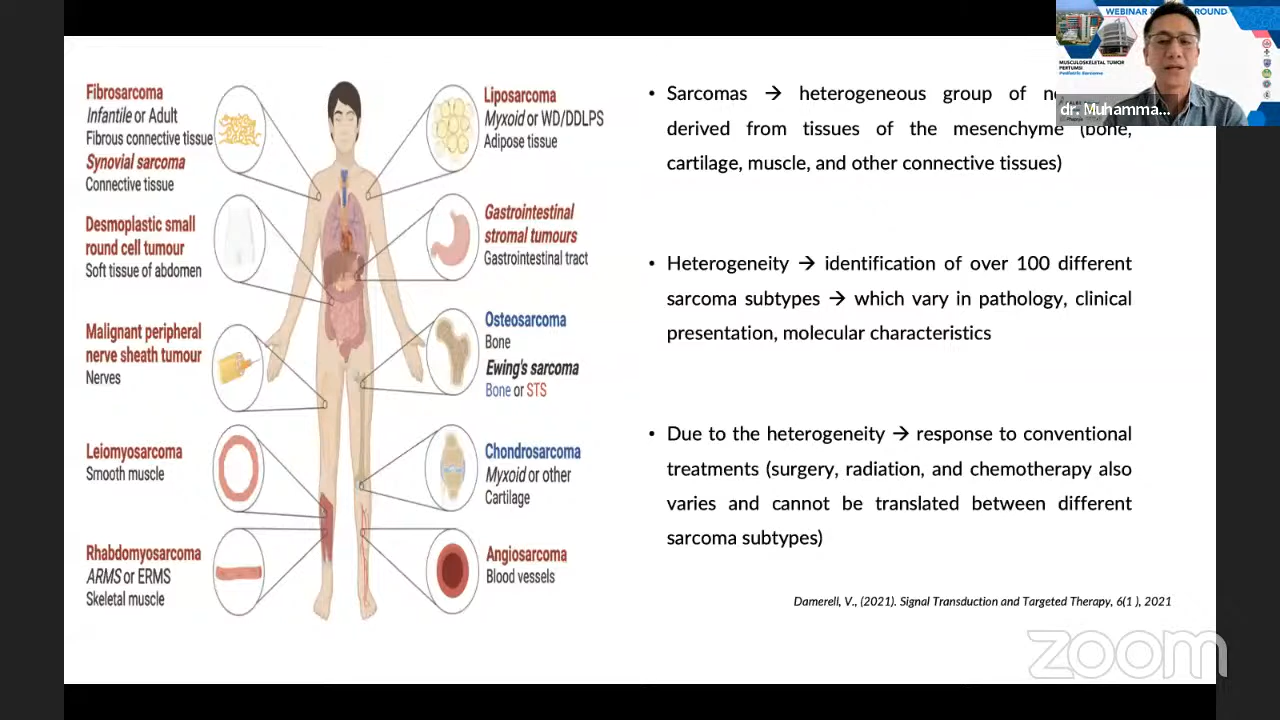 WEBINAR &
ROUND
MUSCULOSKELETAL TUMOR
PERTUMSI
Pediatric Sarcoma
dr. Muhamma...
Fibrosarcoma
Infantile or Adult
Fibrous connective tissue
Synovial sarcoma
Connective tissue
Desmoplastic small
round cell tumour
Soft tissue of abdomen
Malignant peripheral
nerve sheath tumour
Nerves
Leiomyosarcoma
Smooth muscle
Rhabdomyosarcoma
ARMS or ERMS
Skeletal muscle
Liposarcoma
Myxoid or WD/DDLPS
Adipose tissue
Gastrointestinal
stromal tumours
Gastrointestinal tract
Osteosarcoma
Bone
Ewing's sarcoma
Bone or STS
Chondrosarcoma
Myxoid or other
Cartilage
Angiosarcoma
Blood vessels
• Sarcomas → heterogeneous group of
derived from tissues of the mesenchyme (bone,
cartilage, muscle, and other connective tissues)
• Heterogeneity → identification of over 100 different
sarcoma subtypes → which vary in pathology, clinical
presentation, molecular characteristics
• Due to the heterogeneity → response to conventional
treatments (surgery, radiation, and chemotherapy also
varies and cannot be translated between different
sarcoma subtypes)
Damerell, V., (2021). Signal Transduction and Targeted Therapy, 6(1 ), 2021
zoom